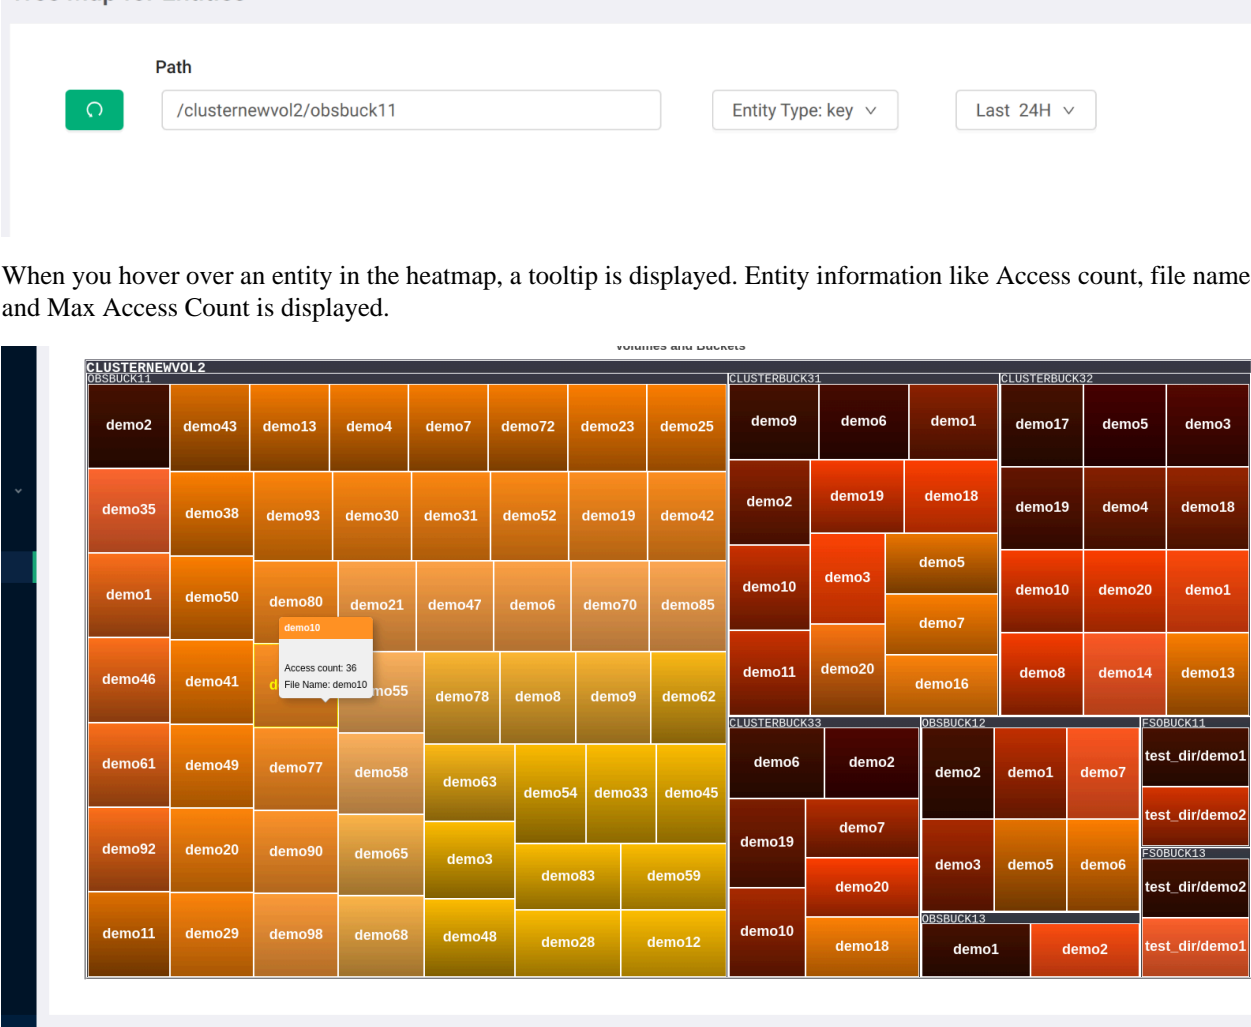 Path
/clusternewvol2/obsbuck11
Entity Type: key
Last 24H
When you hover over an entity in the heatmap, a tooltip is displayed. Entity information like Access count, file name
and Max Access Count is displayed.
Volumes and Buckets
CLUSTERNEWVOL2
OBSBUCK11
CLUSTERBUCK31
CLUSTERBUCK32
demo2 demo43 demo13 demo4 demo7 demo72 demo23 demo25 demo9 demo6 demo1 demo17 demo5 demo3
demo35 demo38 demo93 demo30 demo31 demo52 demo19 demo42 demo2 demo19 demo18 demo19 demo4 demo18
demo1 demo50 demo80 demo21 demo47 demo6 demo70 demo85 demo10 demo3 demo5 demo7 demo10 demo20 demo1
demo10
Access count: 36
File Name: demo10
demo46 demo41 demo78 demo8 demo9 demo62 demo11 demo20 demo16 demo8 demo14 demo13
CLUSTERBUCK33
OBSBUCK12
FSOBUCK11
demo61 demo49 demo77 demo58 demo63 demo54 demo33 demo45 demo6 demo2 demo2 demo1 demo7 test_dir/demo1
test_dir/demo2
FSOBUCK13
demo92 demo20 demo90 demo65 demo3 demo83 demo59 demo19 demo7 demo20 demo3 demo5 demo6 test_dir/demo2
OBSBUCK13
demo11 demo29 demo98 demo68 demo48 demo28 demo12 demo10 demo18 demo1 demo2 test_dir/demo1